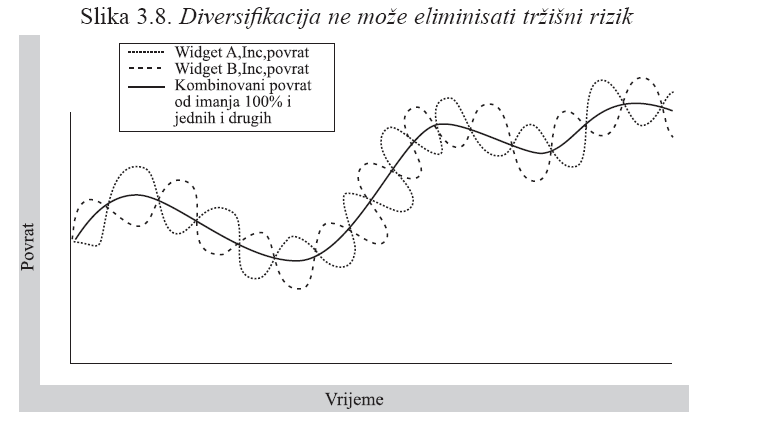 Slika 3.8. Diversifikacija ne može eliminisati tržišni rizik
Widget A,Inc,povrat
Widget B,Inc,povrat
Kombinovani povrat
od imanja 100% i
jednih i drugih
Povrat
Vrijeme